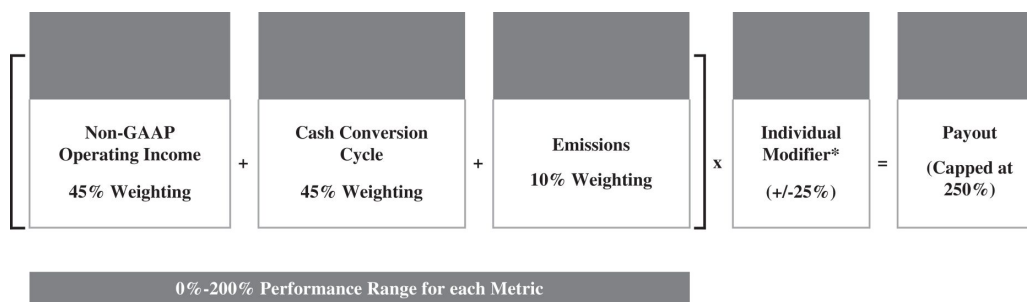 Non-GAAP
Operating Income
45% Weighting
+
Cash Conversion
Cycle
45% Weighting
+
Emissions
10% Weighting
x
Individual
Modifier*
(+/-25%)
=
Payout
(Capped at
250%)
0%-200% Performance Range for each Metric